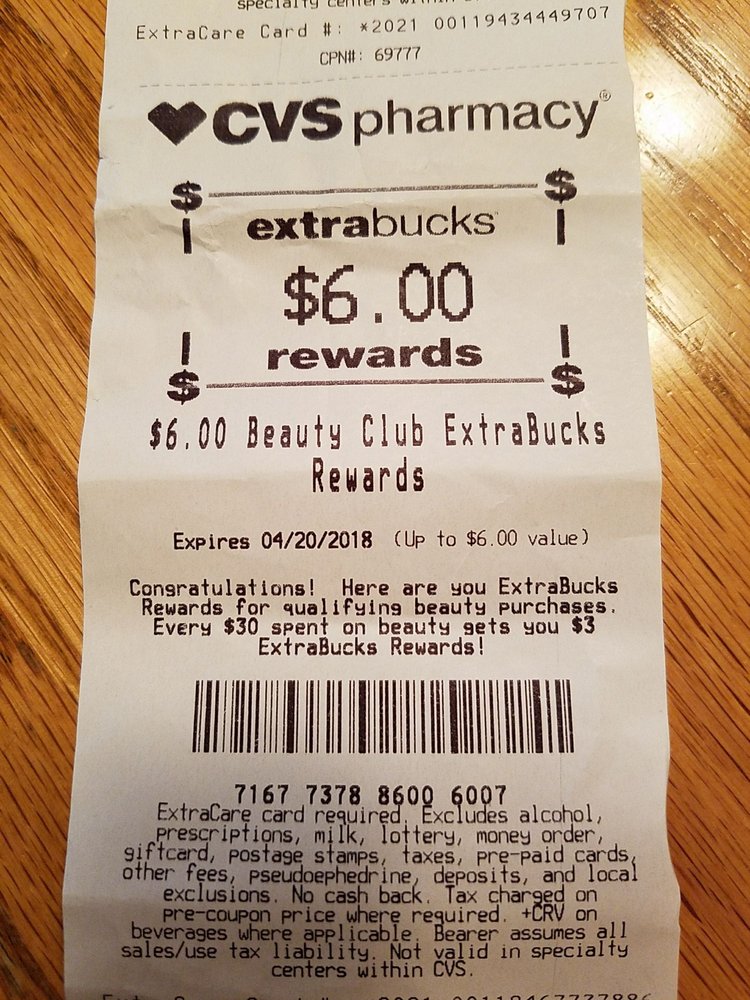 specialty centers within
ExtraCare Card #: *2021 00119434449707
CPN#: 69777
CVS pharmacy®
$ $
extrabucks
$6.00
rewards
$ $
$6.00 Beauty Club ExtraBucks
Rewards
Expires 04/20/2018 (Up to $6.00 value)
Congratulations! Here are you ExtraBucks
Rewards for qualifying beauty purchases.
Every $30 spent on beauty gets you $3
ExtraBucks Rewards!
7167 7378 8600 6007
ExtraCare card required. Excludes alcohol,
prescriptions, milk, lottery, money order,
giftcard, postage stamps, taxes, pre-paid cards,
other fees, pseudoephedrine, deposits, and local
exclusions. No cash back. Tax charged on
pre-coupon price where required. +CRV on
beverages where applicable. Bearer assumes all
sales/use tax liability. Not valid in specialty
centers within CVS.